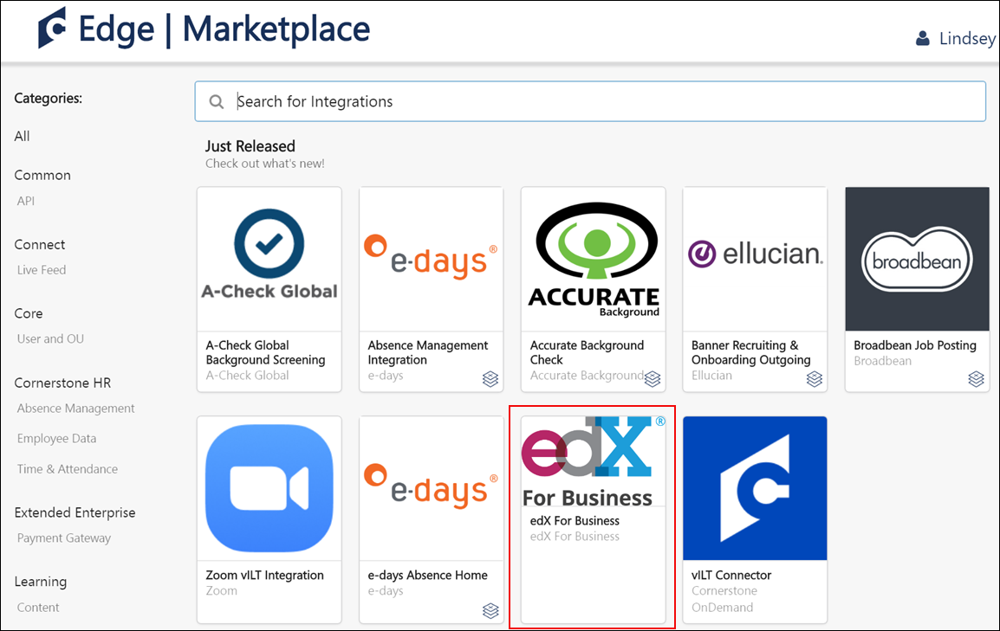 Edge | Marketplace
Lindsey
Categories:
All
Common
API
Connect
Live Feed
Core
User and OU
Cornerstone HR
Absence Management
Employee Data
Time & Attendance
Extended Enterprise
Payment Gateway
Learning
Content
Search for Integrations
Just Released
Check out what's new!
A-Check Global
A-Check Global
Background Screening
A-Check Global
e-days®
Absence Management
Integration
e-days
ACCURATE
Background
Accurate Background
Check
Accurate Background
ellucian.
Banner Recruiting &
Onboarding Outgoing
Ellucian
broadbean
Broadbean Job Posting
Broadbean
Zoom vILT Integration
Zoom
e-days®
e-days Absence Home
e-days
edX®
For Business
edX For Business
edX For Business
vILT Connector
Cornerstone
OnDemand